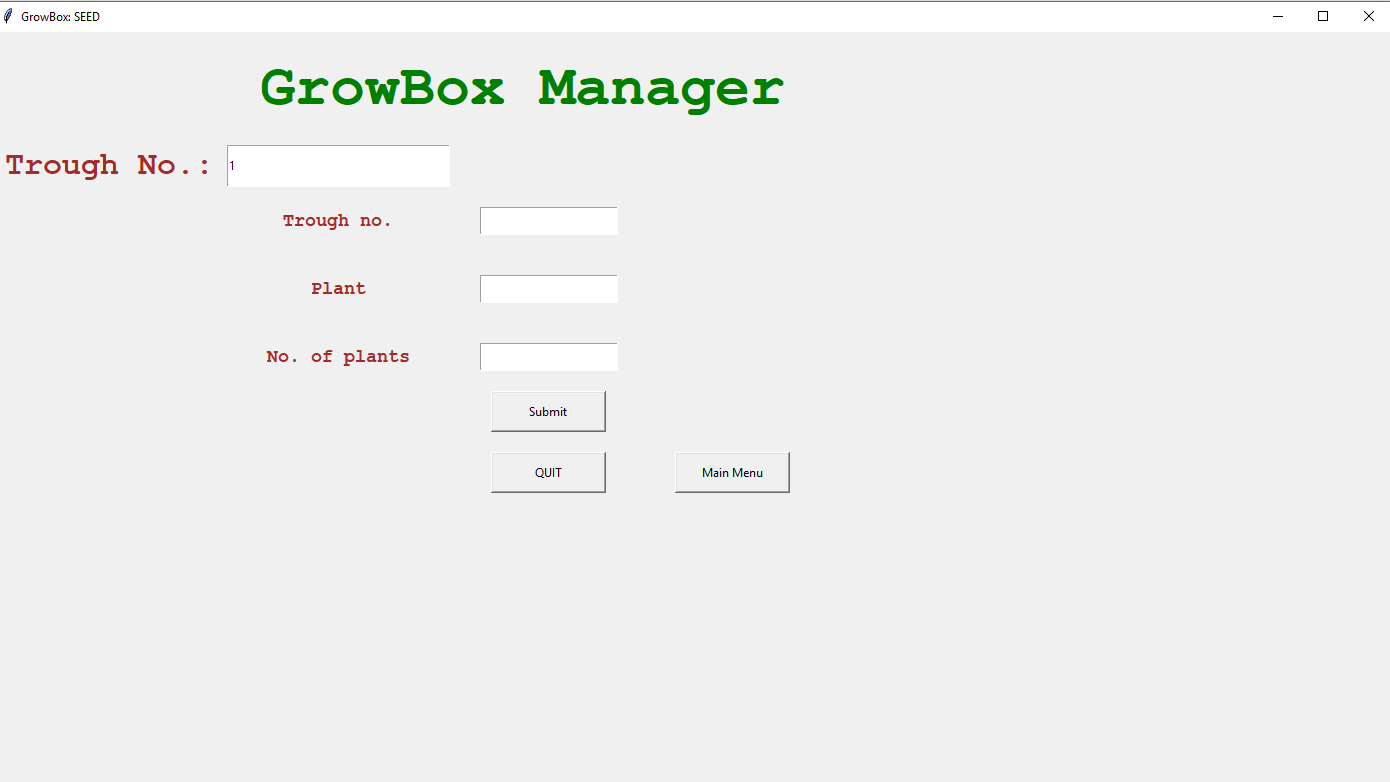 GrowBox: SEED
GrowBox Manager
Trough No.: 1
Trough no.
Plant
No. of plants
Submit
QUIT Main Menu